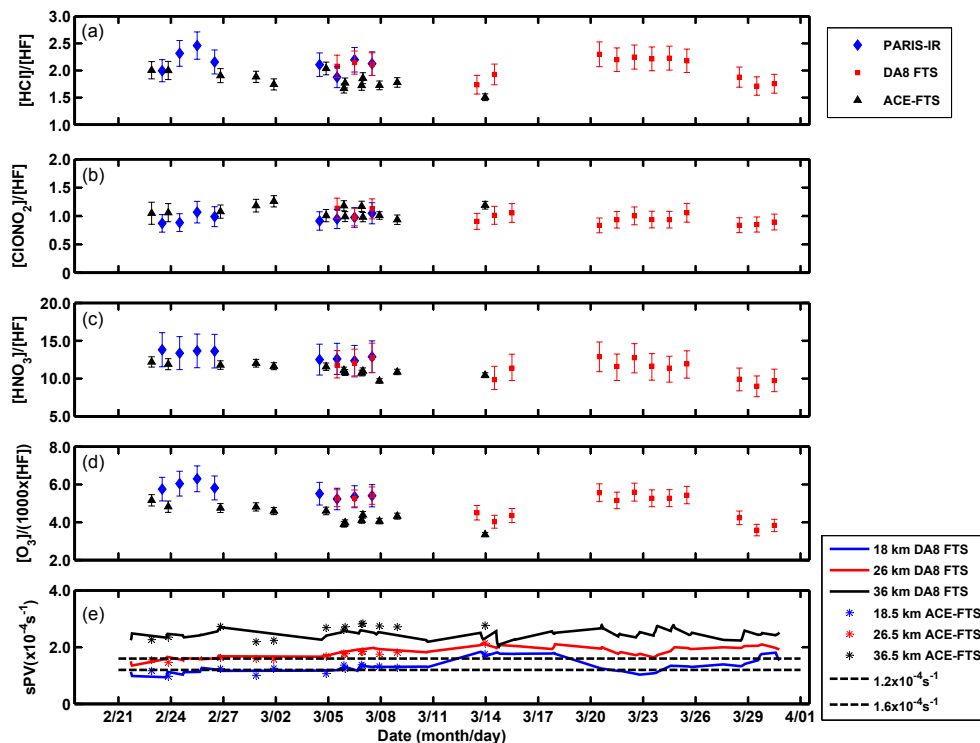 (a)
[HCl]/[HF]
3.0
2.5
2.0
1.5
1.0
PARIS-IR
DA8 FTS
ACE-FTS
(b)
[ClONO2]/[HF]
2.0
1.5
1.0
0.5
0
(c)
[HNO3]/[HF]
20.0
15.0
10.0
5.0
(d)
[O3]/(1000x[HF])
8.0
6.0
4.0
2.0
(e)
sPV(x10-4s-1)
4.0
2.0
0
18 km DA8 FTS
26 km DA8 FTS
36 km DA8 FTS
18.5 km ACE-FTS
26.5 km ACE-FTS
36.5 km ACE-FTS
1.2x10-4s-1
1.6x10-4s-1
2/21 2/24 2/27 3/02 3/05 3/08 3/11 3/14 3/17 3/20 3/23 3/26 3/29 4/01
Date (month/day)